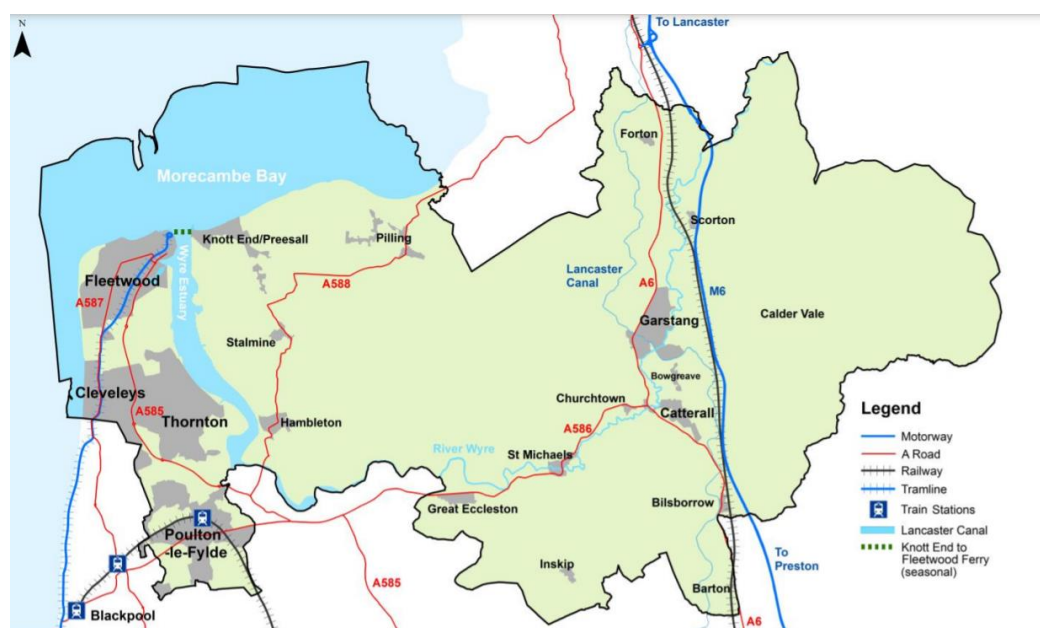 N
To Lancaster
Forton
Morecambe Bay
Scorton
Knott End/Preesall
Pilling
Wyre Estuary
Lancaster
Canal
A588
A6
Fleetwood
A587
M6
Garstang
Calder Vale
Stalmine
Bowgreave
Cleveleys
Churchtown
Catterall
A585
Thornton
Hambleton
A586
River Wyre
St Michaels
Great Eccleston
Bilsborrow
Poulton
-le-Fylde
To
Preston
Inskip
A585
Barton
Blackpool
A6
Legend
Motorway
A Road
Railway
Tramline
Train Stations
Lancaster Canal
Knott End to
Fleetwood Ferry
(seasonal)